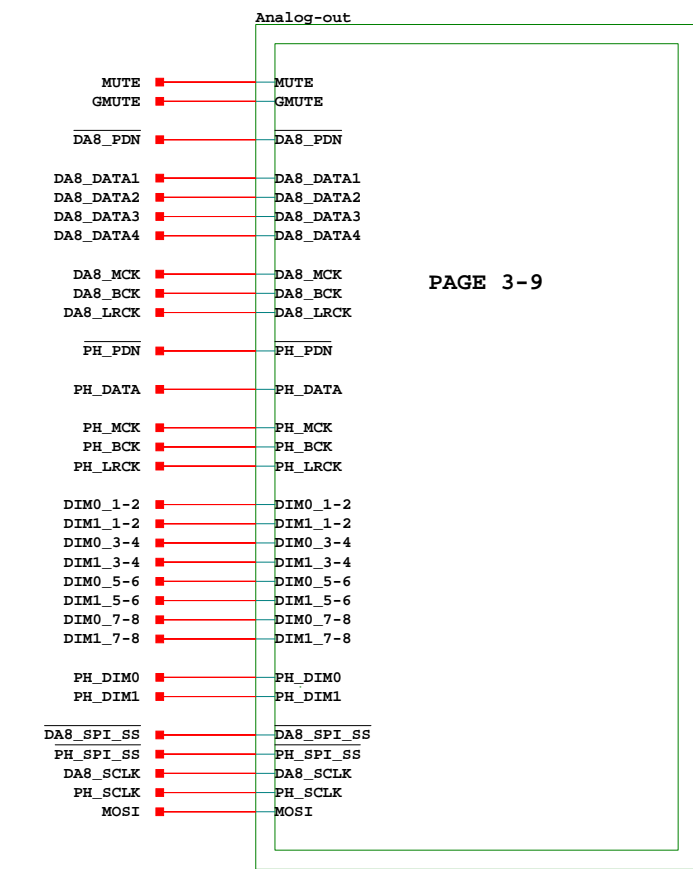 Analog-out
MUTE MUTE
GMUTE GMUTE
DA8_PDN DA8_PDN
DA8_DATA1 DA8_DATA1
DA8_DATA2 DA8_DATA2
DA8_DATA3 DA8_DATA3
DA8_DATA4 DA8_DATA4
DA8_MCK DA8_MCK PAGE 3-9
DA8_BCK DA8_BCK
DA8_LRCK DA8_LRCK
PH_PDN PH_PDN
PH_DATA PH_DATA
PH_MCK PH_MCK
PH_BCK PH_BCK
PH_LRCK PH_LRCK
DIM0_1-2 DIM0_1-2
DIM1_1-2 DIM1_1-2
DIM0_3-4 DIM0_3-4
DIM1_3-4 DIM1_3-4
DIM0_5-6 DIM0_5-6
DIM1_5-6 DIM1_5-6
DIM0_7-8 DIM0_7-8
DIM1_7-8 DIM1_7-8
PH_DIM0 PH_DIM0
PH_DIM1 PH_DIM1
DA8_SPI_SS DA8_SPI_SS
PH_SPI_SS PH_SPI_SS
DA8_SCLK DA8_SCLK
PH_SCLK PH_SCLK
MOSI MOSI